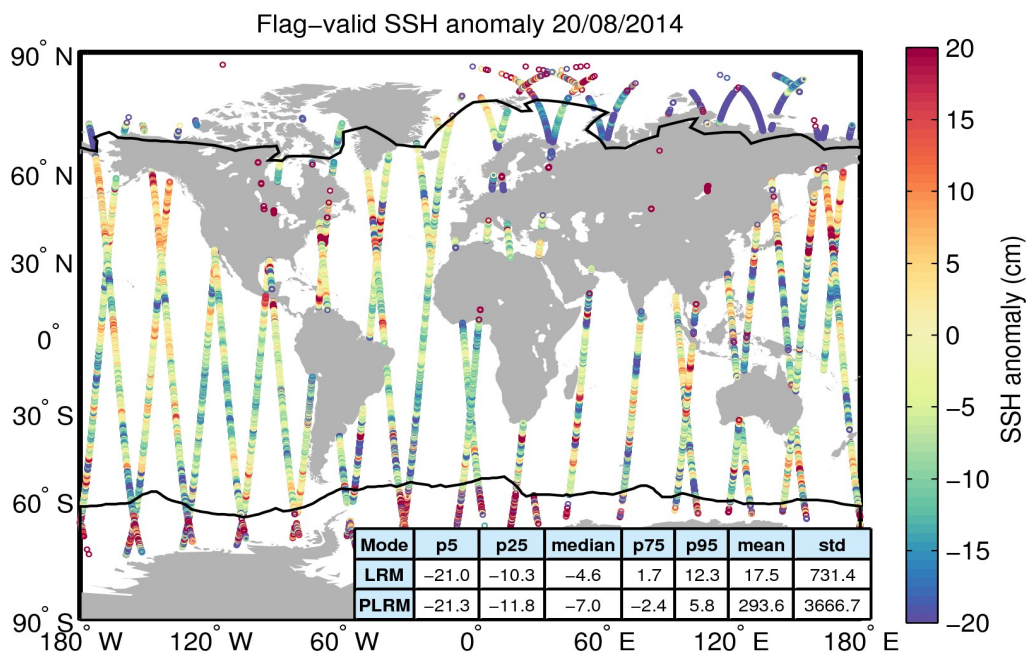 Flag−valid SSH anomaly 20/08/2014
90° N
60° N
30° N
0°
30° S
60° S
90° S
180° W 120° W 60° W 0° 60° E 120° E 180° E
Mode p5 p25 median p75 p95 mean std
LRM −21.0 −10.3 −4.6 1.7 12.3 17.5 731.4
PLRM −21.3 −11.8 −7.0 −2.4 5.8 293.6 3666.7
20
15
10
5
0
−5
−10
−15
−20
SSH anomaly (cm)